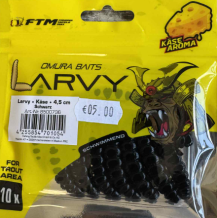 FTM
KÄSE
AROMA
OMURA BAITS
LARVY
Larvy - Käse - 4,5 cm
Schwarz
€05.00
SCHWIMMEND
FOR
TROUT
AREA
10x